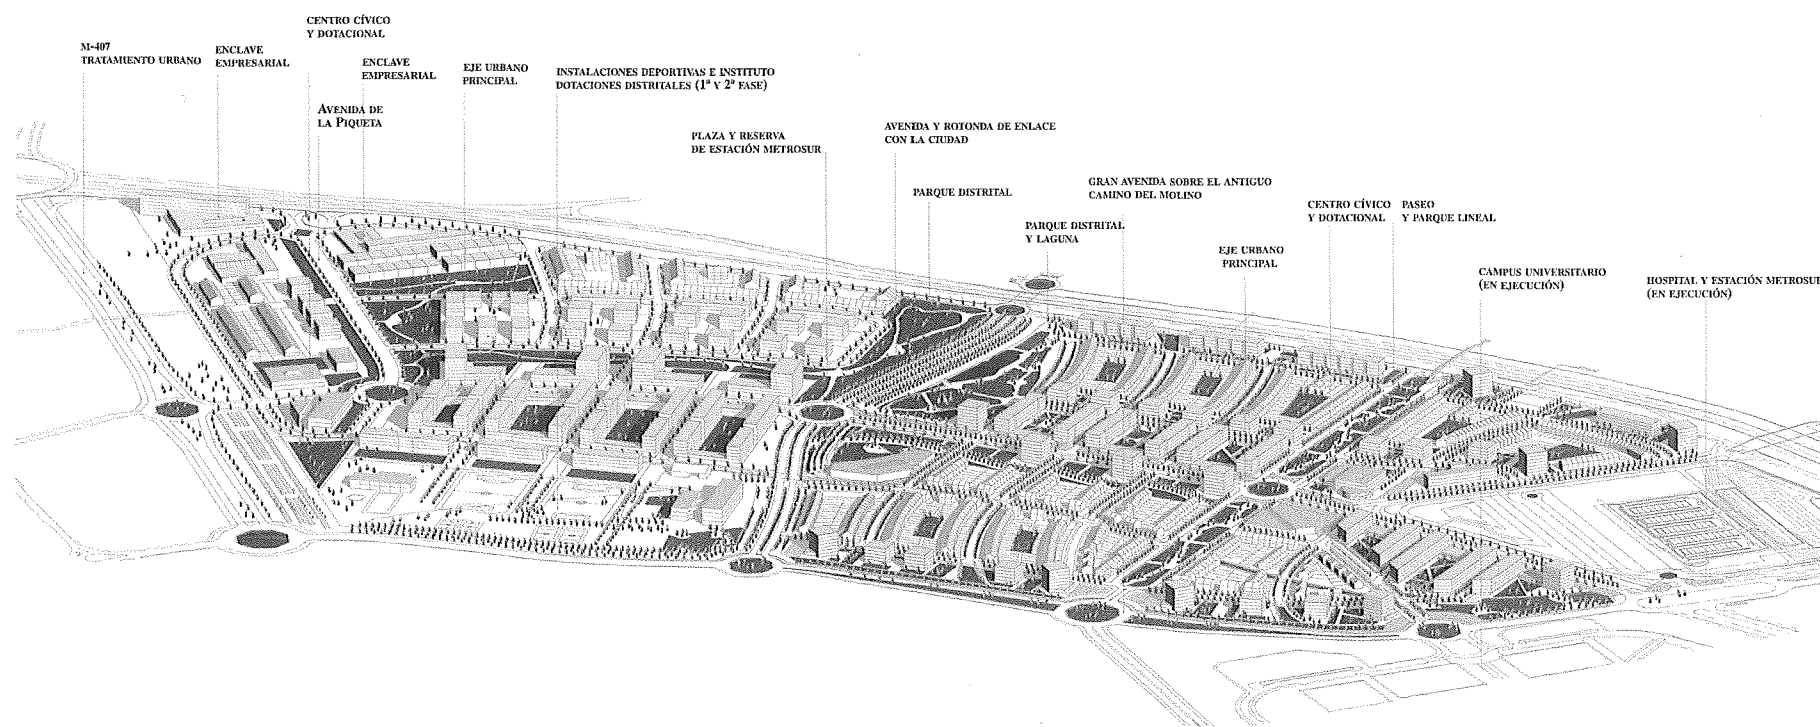 M-407
TRATAMIENTO URBANO
ENCLAVE
EMPRESARIAL
CENTRO CÍVICO
Y DOTACIONAL
AVENIDA DE
LA PIQUETA
ENCLAVE
EMPRESARIAL
EJE URBANO
PRINCIPAL
INSTALACIONES DEPORTIVAS E INSTITUTO
DOTACIONES DISTRITALES (1ª Y 2ª FASE)
PLAZA Y RESERVA
DE ESTACIÓN METROSUR
AVENIDA Y ROTONDA DE ENLACE
CON LA CIUDAD
PARQUE DISTRITAL
PARQUE DISTRITAL
Y LAGUNA
GRAN AVENIDA SOBRE EL ANTIGUO
CAMINO DEL MOLINO
EJE URBANO
PRINCIPAL
CENTRO CÍVICO
Y DOTACIONAL
PASEO
Y PARQUE LINEAL
CAMPUS UNIVERSITARIO
(EN EJECUCIÓN)
HOSPITAL Y ESTACIÓN METROSUR
(EN EJECUCIÓN)